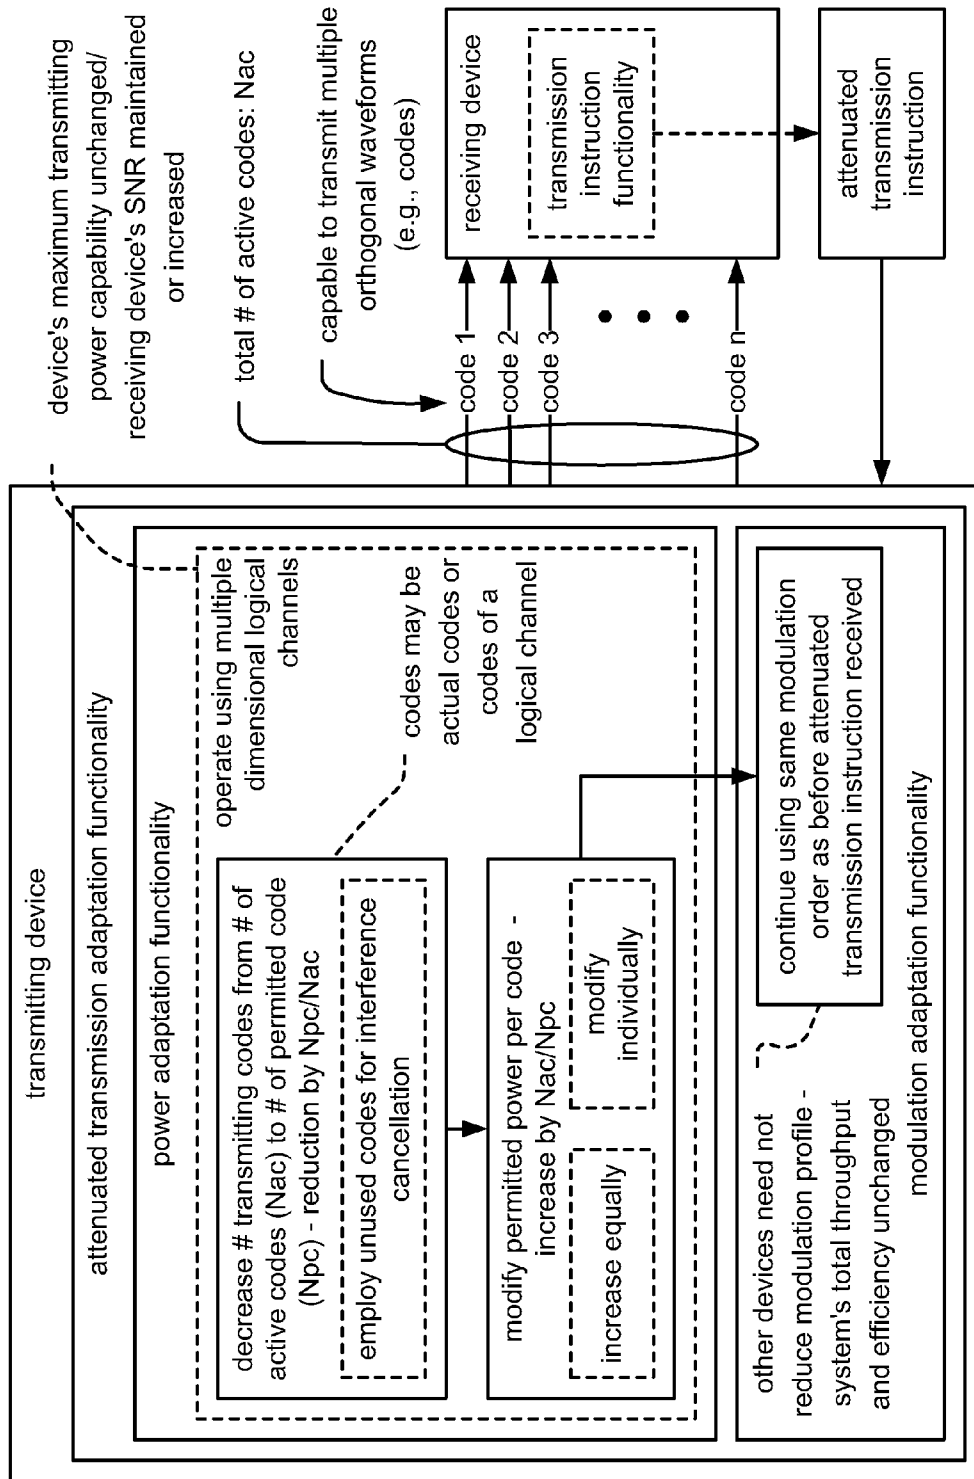 transmitting device
attenuated transmission adaptation functionality
power adaptation functionality
operate using multiple
dimensional logical
channels
decrease # transmitting codes from # of
active codes (Nac) to # of permitted code
(Npc) - reduction by Npc/Nac
employ unused codes for interference
cancellation
codes may be
actual codes or
codes of a
logical channel
modify permitted power per code -
increase by Nac/Npc
increase equally
modify
individually
other devices need not
reduce modulation profile -
system's total throughput
and efficiency unchanged
continue using same modulation
order as before attenuated
transmission instruction received
modulation adaptation functionality
device's maximum transmitting
power capability unchanged/
receiving device's SNR maintained
or increased
total # of active codes: Nac
capable to transmit multiple
orthogonal waveforms
(e.g., codes)
code 1
code 2
code 3
code n
receiving device
transmission
instruction
functionality
attenuated
transmission
instruction